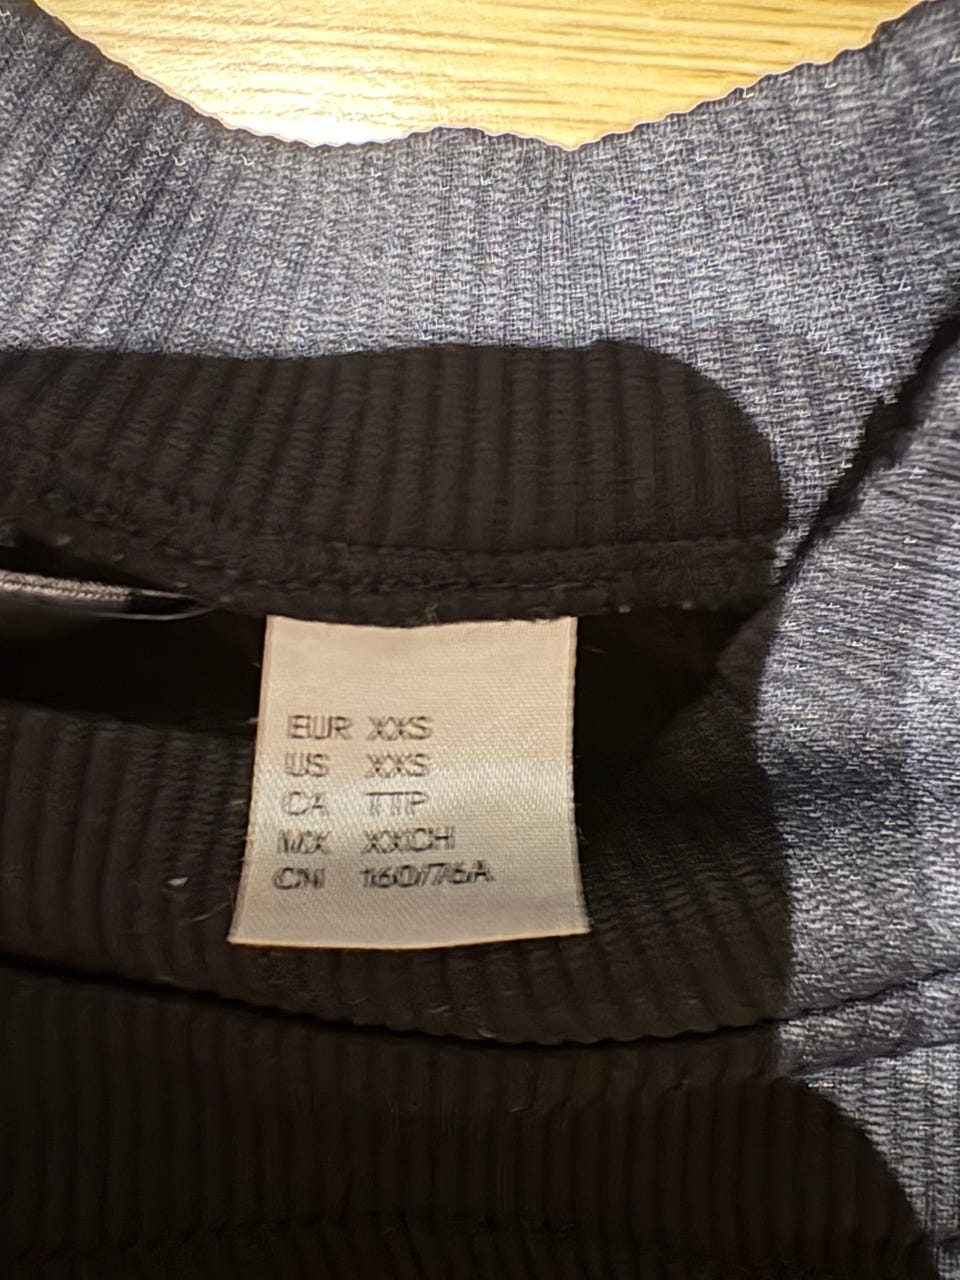 EUR XXS
US XXS
CA TTP
MX XXCH
CN 160/76A